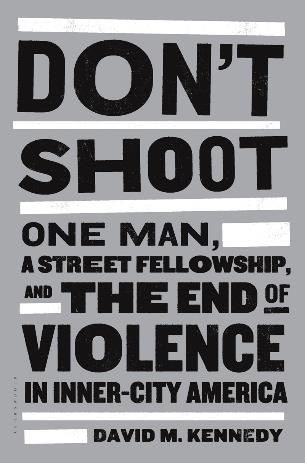 DON'T
SHOOT
ONE MAN,
A STREET FELLOWSHIP,
AND THE END OF
VIOLENCE
IN INNER-CITY AMERICA
DAVID M. KENNEDY